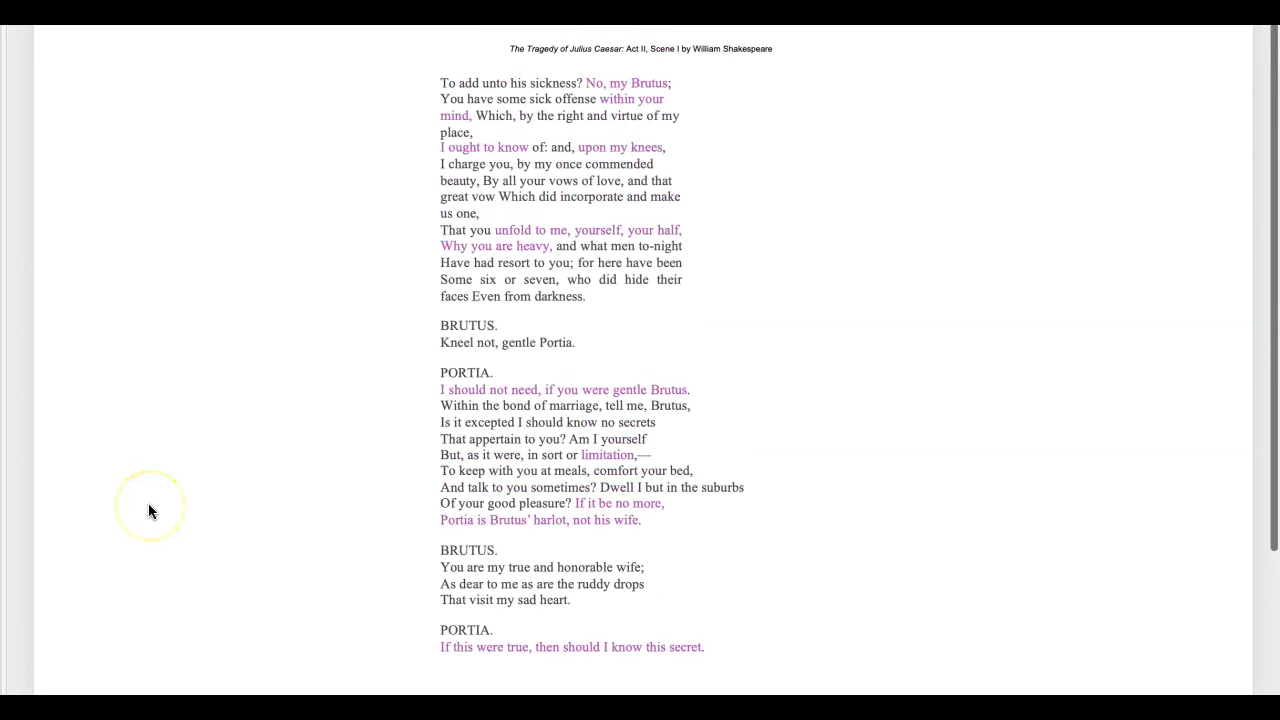 The Tragedy of Julius Caesar: Act II, Scene I by William Shakespeare
To add unto his sickness? No, my Brutus;
You have some sick offense within your
mind, Which, by the right and virtue of my
place,
I ought to know of: and, upon my knees,
I charge you, by my once commended
beauty, By all your vows of love, and that
great vow Which did incorporate and make
us one,
That you unfold to me, yourself, your half,
Why you are heavy, and what men to-night
Have had resort to you; for here have been
Some six or seven, who did hide their
faces Even from darkness.
BRUTUS.
Kneel not, gentle Portia.
PORTIA.
I should not need, if you were gentle Brutus.
Within the bond of marriage, tell me, Brutus,
Is it excepted I should know no secrets
That appertain to you? Am I yourself
But, as it were, in sort or limitation,—
To keep with you at meals, comfort your bed,
And talk to you sometimes? Dwell I but in the suburbs
Of your good pleasure? If it be no more,
Portia is Brutus’ harlot, not his wife.
BRUTUS.
You are my true and honorable wife;
As dear to me as are the ruddy drops
That visit my sad heart.
PORTIA.
If this were true, then should I know this secret.